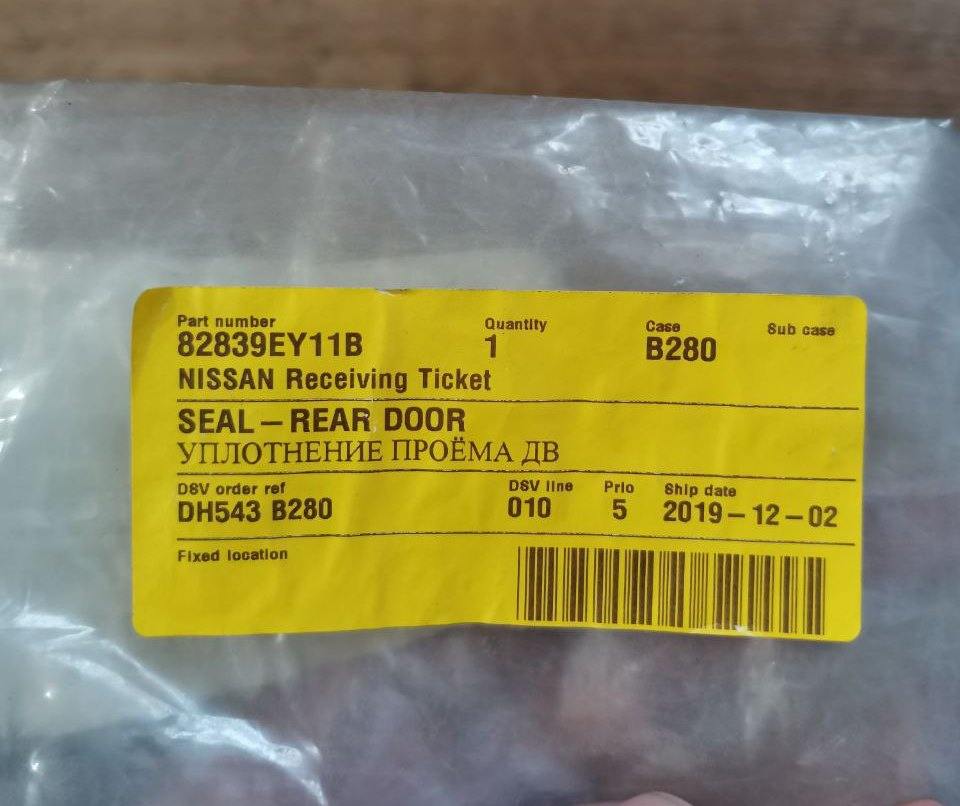 Part number Quantity Case Sub case
82839EY11B 1 B280
NISSAN Receiving Ticket
SEAL – REAR DOOR
УПЛОТНЕНИЕ ПРОЁМА ДВ
DSV order ref DSV line Prio Ship date
DH543 B280 010 5 2019 – 12 – 02
Fixed location